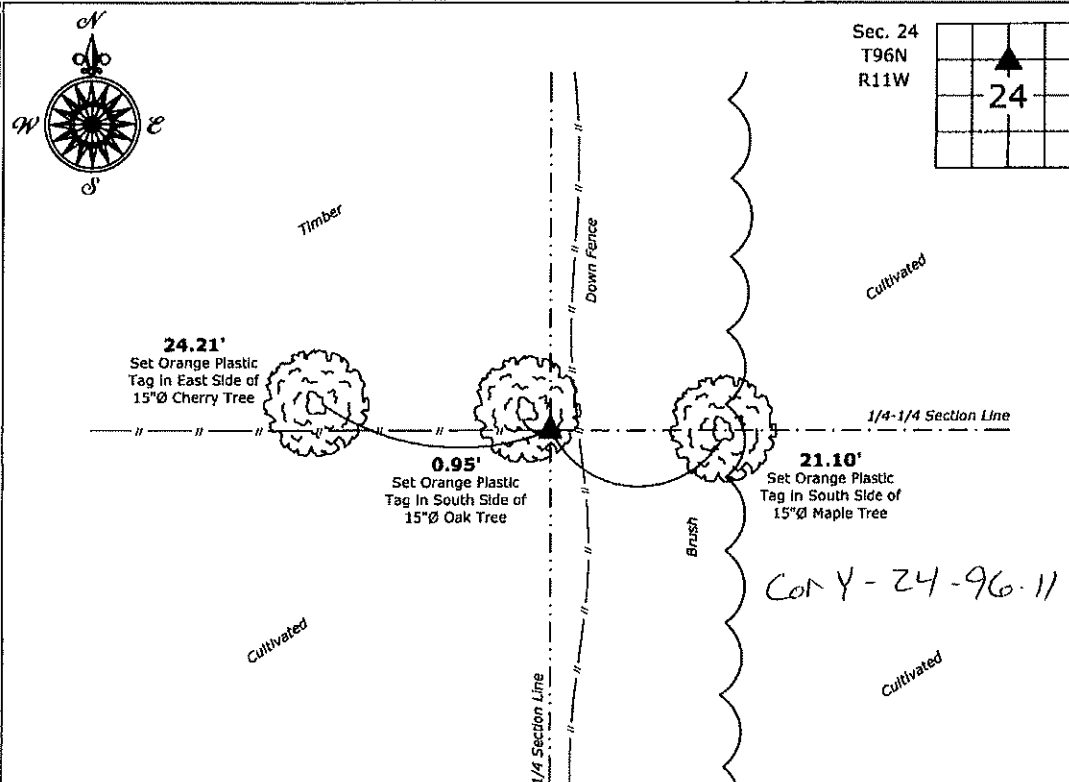 N
W
E
S
Sec. 24
T96N
R11W
24
Timber
Down Fence
Cultivated
24.21'
Set Orange Plastic
Tag in East Side of
15"Ø Cherry Tree
1/4-1/4 Section Line
0.95'
Set Orange Plastic
Tag in South Side of
15"Ø Oak Tree
21.10'
Set Orange Plastic
Tag in South Side of
15"Ø Maple Tree
Brush
Cor Y - 24-96-11
Cultivated
Cultivated
1/4 Section Line